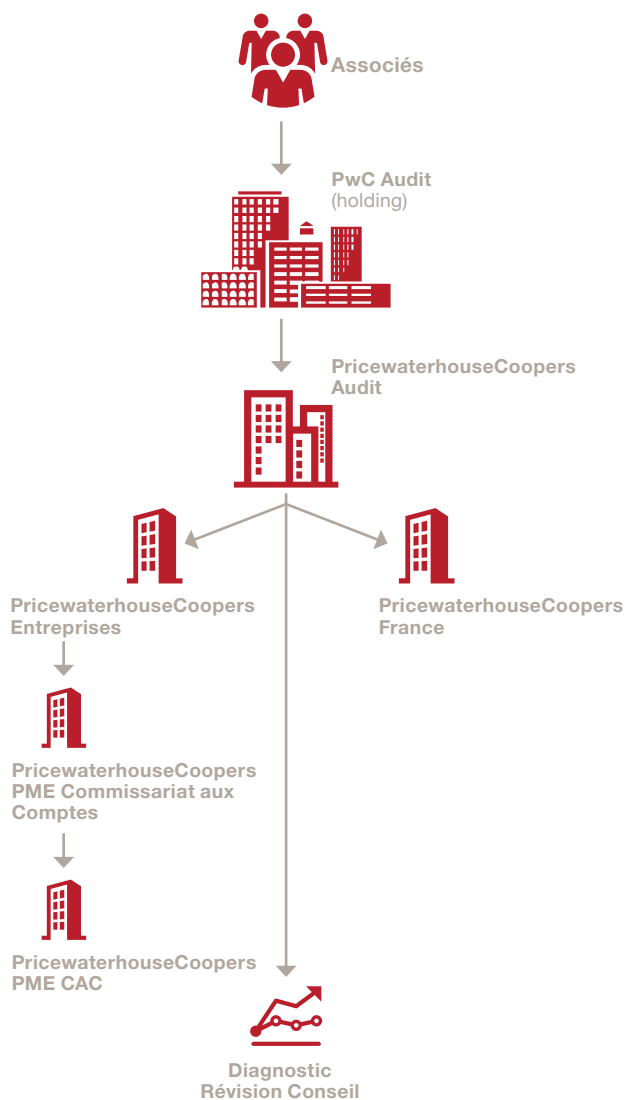 Associés
PwC Audit
(holding)
PricewaterhouseCoopers
Audit
PricewaterhouseCoopers
Entreprises
PricewaterhouseCoopers
France
PricewaterhouseCoopers
PME Commissariat aux
Comptes
PricewaterhouseCoopers
PME CAC
Diagnostic
Révision Conseil